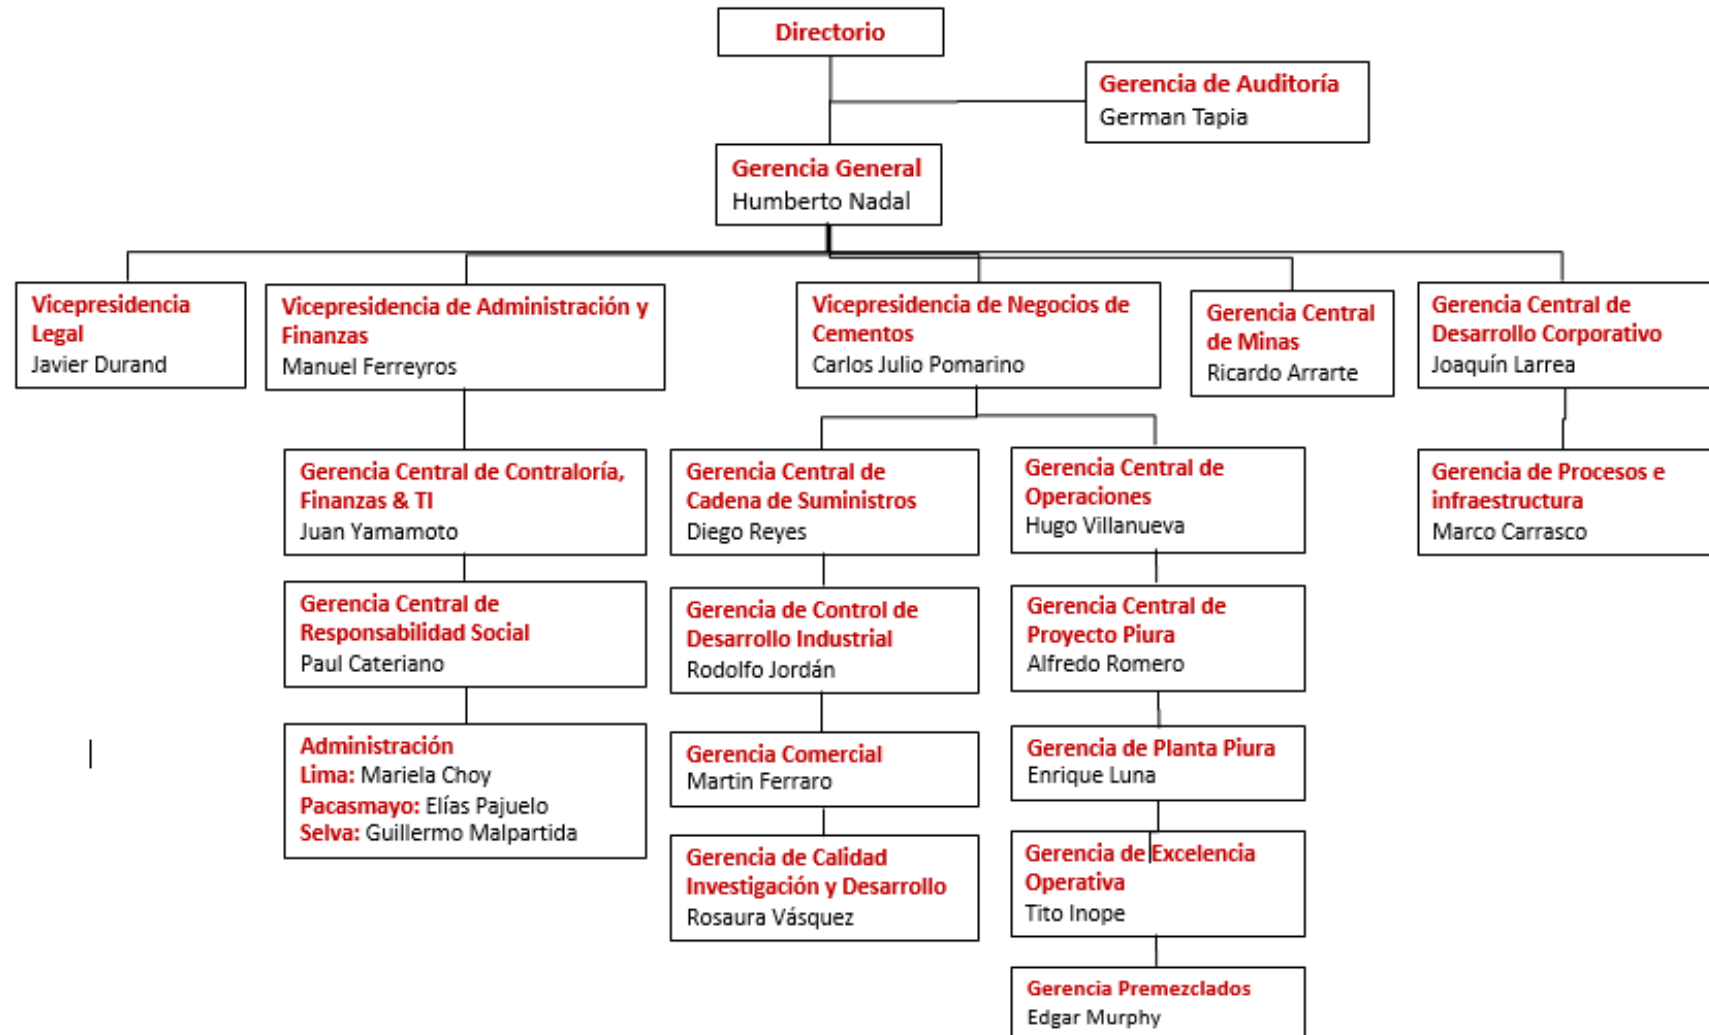 Directorio
Gerencia de Auditoría
German Tapia
Gerencia General
Humberto Nadal
Vicepresidencia
Legal
Javier Durand
Vicepresidencia de Administración y
Finanzas
Manuel Ferreyros
Vicepresidencia de Negocios de
Cementos
Carlos Julio Pomarino
Gerencia Central
de Minas
Ricardo Arrarte
Gerencia Central de
Desarrollo Corporativo
Joaquín Larrea
Gerencia Central de Contraloría,
Finanzas & TI
Juan Yamamoto
Gerencia Central de
Cadena de Suministros
Diego Reyes
Gerencia Central de
Operaciones
Hugo Villanueva
Gerencia de Procesos e
infraestructura
Marco Carrasco
Gerencia Central de
Responsabilidad Social
Paul Cateriano
Gerencia de Control de
Desarrollo Industrial
Rodolfo Jordán
Gerencia Central de
Proyecto Piura
Alfredo Romero
Administración
Lima: Mariela Choy
Pacasmayo: Elías Pajuelo
Selva: Guillermo Malpartida
Gerencia Comercial
Martin Ferraro
Gerencia de Planta Piura
Enrique Luna
Gerencia de Calidad
Investigación y Desarrollo
Rosaura Vásquez
Gerencia de Excelencia
Operativa
Tito Inope
Gerencia Premezclados
Edgar Murphy